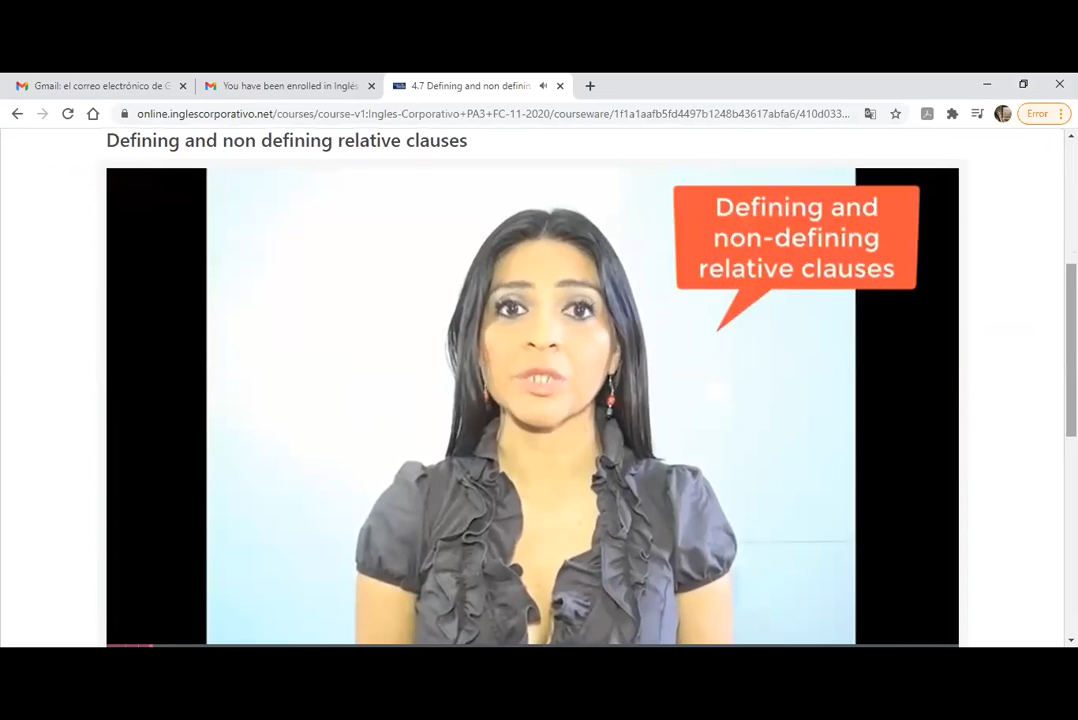 Gmail: el correo electrónico de G
You have been enrolled in Inglés
4.7 Defining and non definin
online.inglescorporativo.net/courses/course-v1:Ingles-Corporativo+PA3+FC-11-2020/courseware/1f1a1aafb5fd4497b1248b43617abfa6/410d033...
Error
Defining and non defining relative clauses
Defining and
non-defining
relative clauses